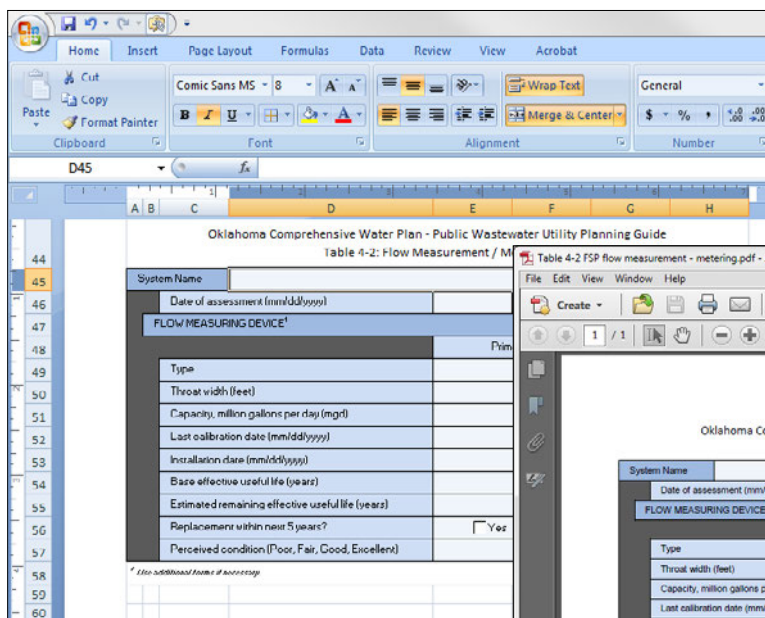 Home Insert Page Layout Formulas Data Review View Acrobat
Cut
Copy
Format Painter
Paste
Comic Sans MS 8 A A
Wrap Text
General
B I U A
Merge & Center
$ % , .0 .00
Clipboard Font Alignment Number
D45 fx
A B C D E F G H
Oklahoma Comprehensive Water Plan - Public Wastewater Utility Planning Guide
44 Table 4-2: Flow Measurement / M
45 System Name
46 Date of assessment (mm/dd/yyyy)
47 FLOW MEASURING DEVICE¹
48 Prim
49 Type
50 Throat width (feet)
51 Capacity, million gallons per day (mgd)
52 Last calibration date (mm/dd/yyyy)
53 Installation date (mm/dd/yyyy)
54 Base effective useful life (years)
55 Estimated remaining effective useful life (years)
56 Replacement within next 5 years? Yes
57 Perceived condition (Poor, Fair, Good, Excellent)
58 ¹ Use additional forms if necessary
59
60
Table 4-2 FSP flow measurement - metering.pdf -
File Edit View Window Help
Create
1 / 1
Oklahoma Co
System Name
Date of assessment (mm/
FLOW MEASURING DEVICE
Type
Throat width (feet)
Capacity, million gallons p
Last calibration date (mm/